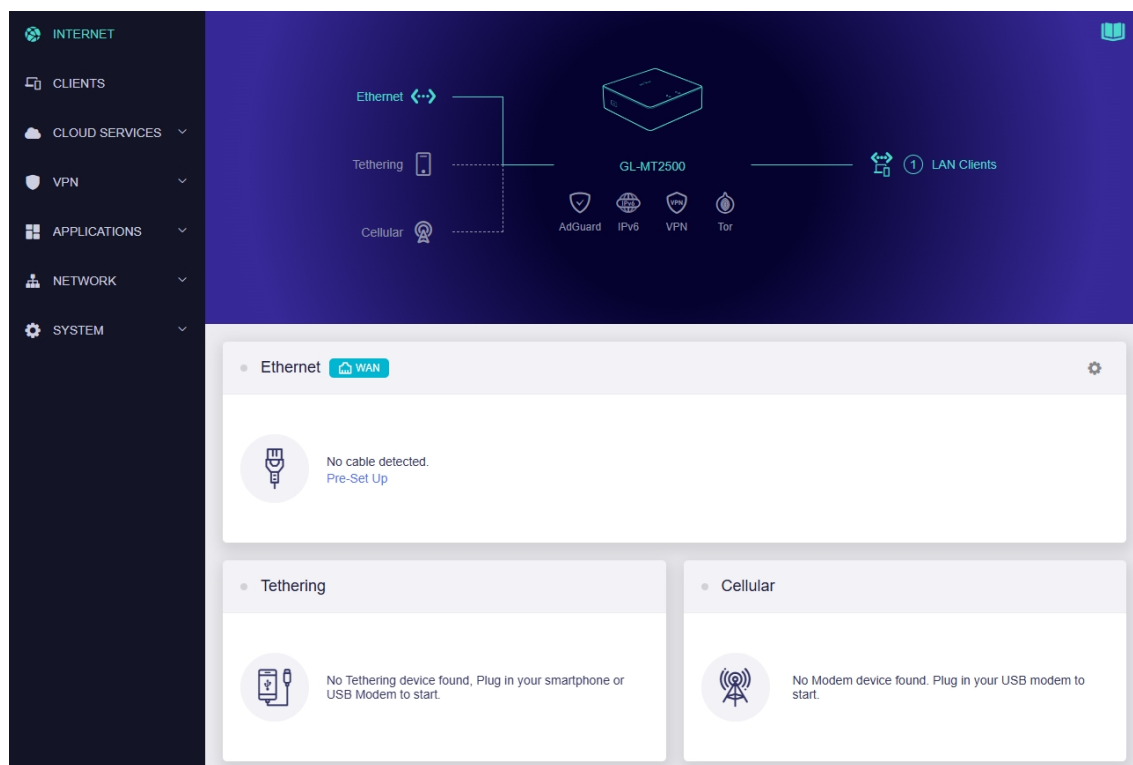 INTERNET
CLIENTS
CLOUD SERVICES
VPN
APPLICATIONS
NETWORK
SYSTEM
Ethernet
Tethering
Cellular
GL-MT2500
AdGuard IPv6 VPN Tor
1 LAN Clients
Ethernet WAN
No cable detected.
Pre-Set Up
Tethering
No Tethering device found, Plug in your smartphone or
USB Modem to start.
Cellular
No Modem device found. Plug in your USB modem to
start.